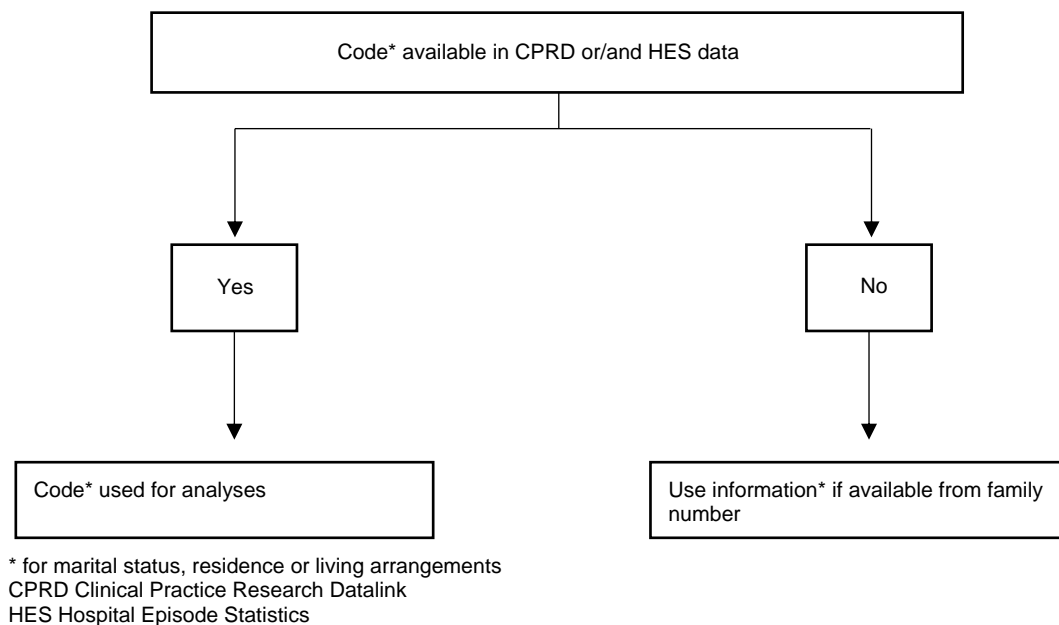 Code* available in CPRD or/and HES data
Yes
No
Code* used for analyses
Use information* if available from family
number
* for marital status, residence or living arrangements
CPRD Clinical Practice Research Datalink
HES Hospital Episode Statistics